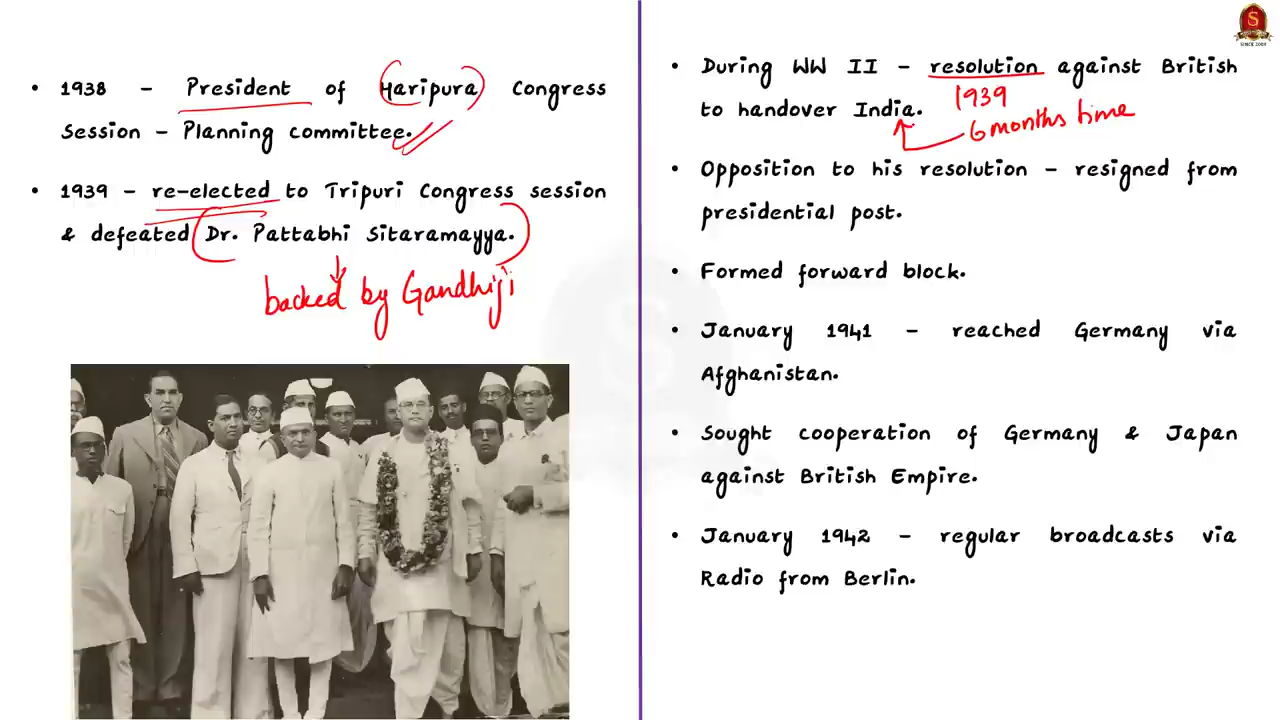 • 1938 – President of Haripura Congress
Session – Planning committee.
• 1939 – re-elected to Tripuri Congress session
& defeated Dr. Pattabhi Sitaramayya.
backed by Gandhiji
• During WW II – resolution against British
1939
to handover India.
6 months time
• Opposition to his resolution – resigned from
presidential post.
• Formed forward block.
• January 1941 – reached Germany via
Afghanistan.
• Sought cooperation of Germany & Japan
against British Empire.
• January 1942 – regular broadcasts via
Radio from Berlin.
S
SINCE 2004